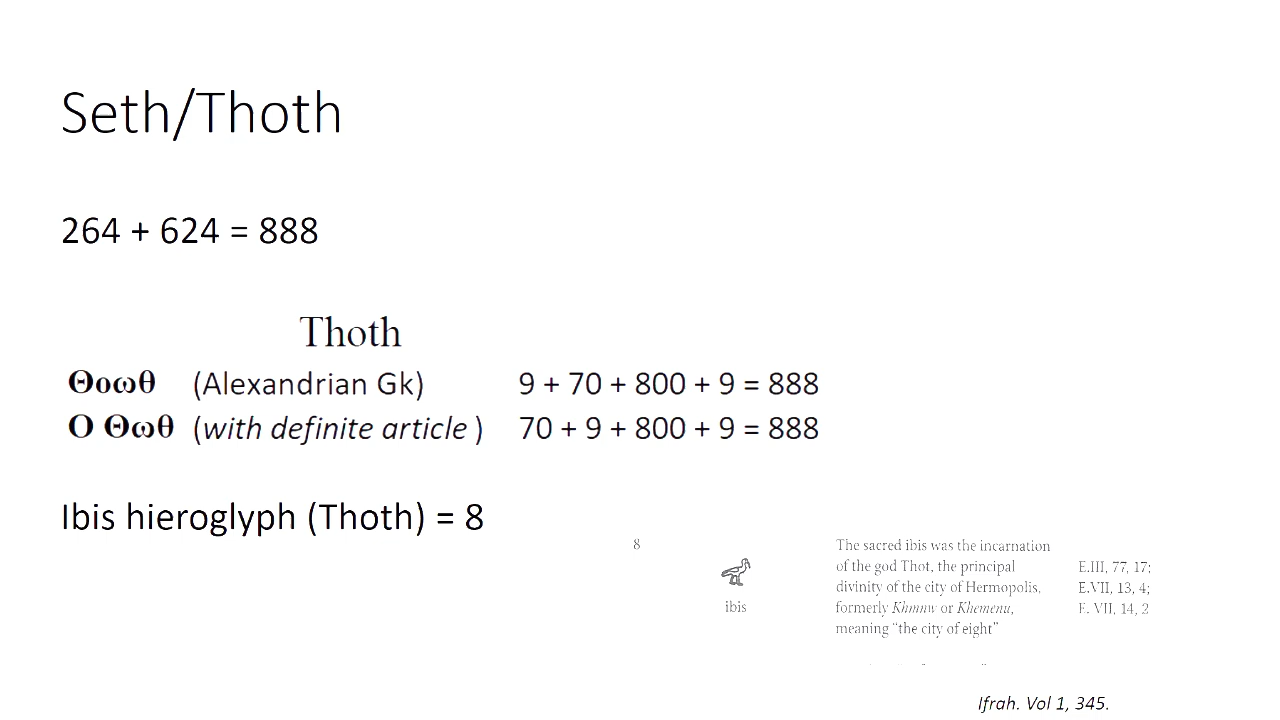 Seth/Thoth
264 + 624 = 888
Thoth
Θοωθ (Alexandrian Gk) 9 + 70 + 800 + 9 = 888
Ο Θωθ (with definite article ) 70 + 9 + 800 + 9 = 888
Ibis hieroglyph (Thoth) = 8
8
ibis
The sacred ibis was the incarnation
of the god Thot, the principal
divinity of the city of Hermopolis,
formerly Khmnw or Khemenu,
meaning “the city of eight”
E.III, 77, 17;
E.VII, 13, 4;
E. VII, 14, 2
Ifrah. Vol 1, 345.